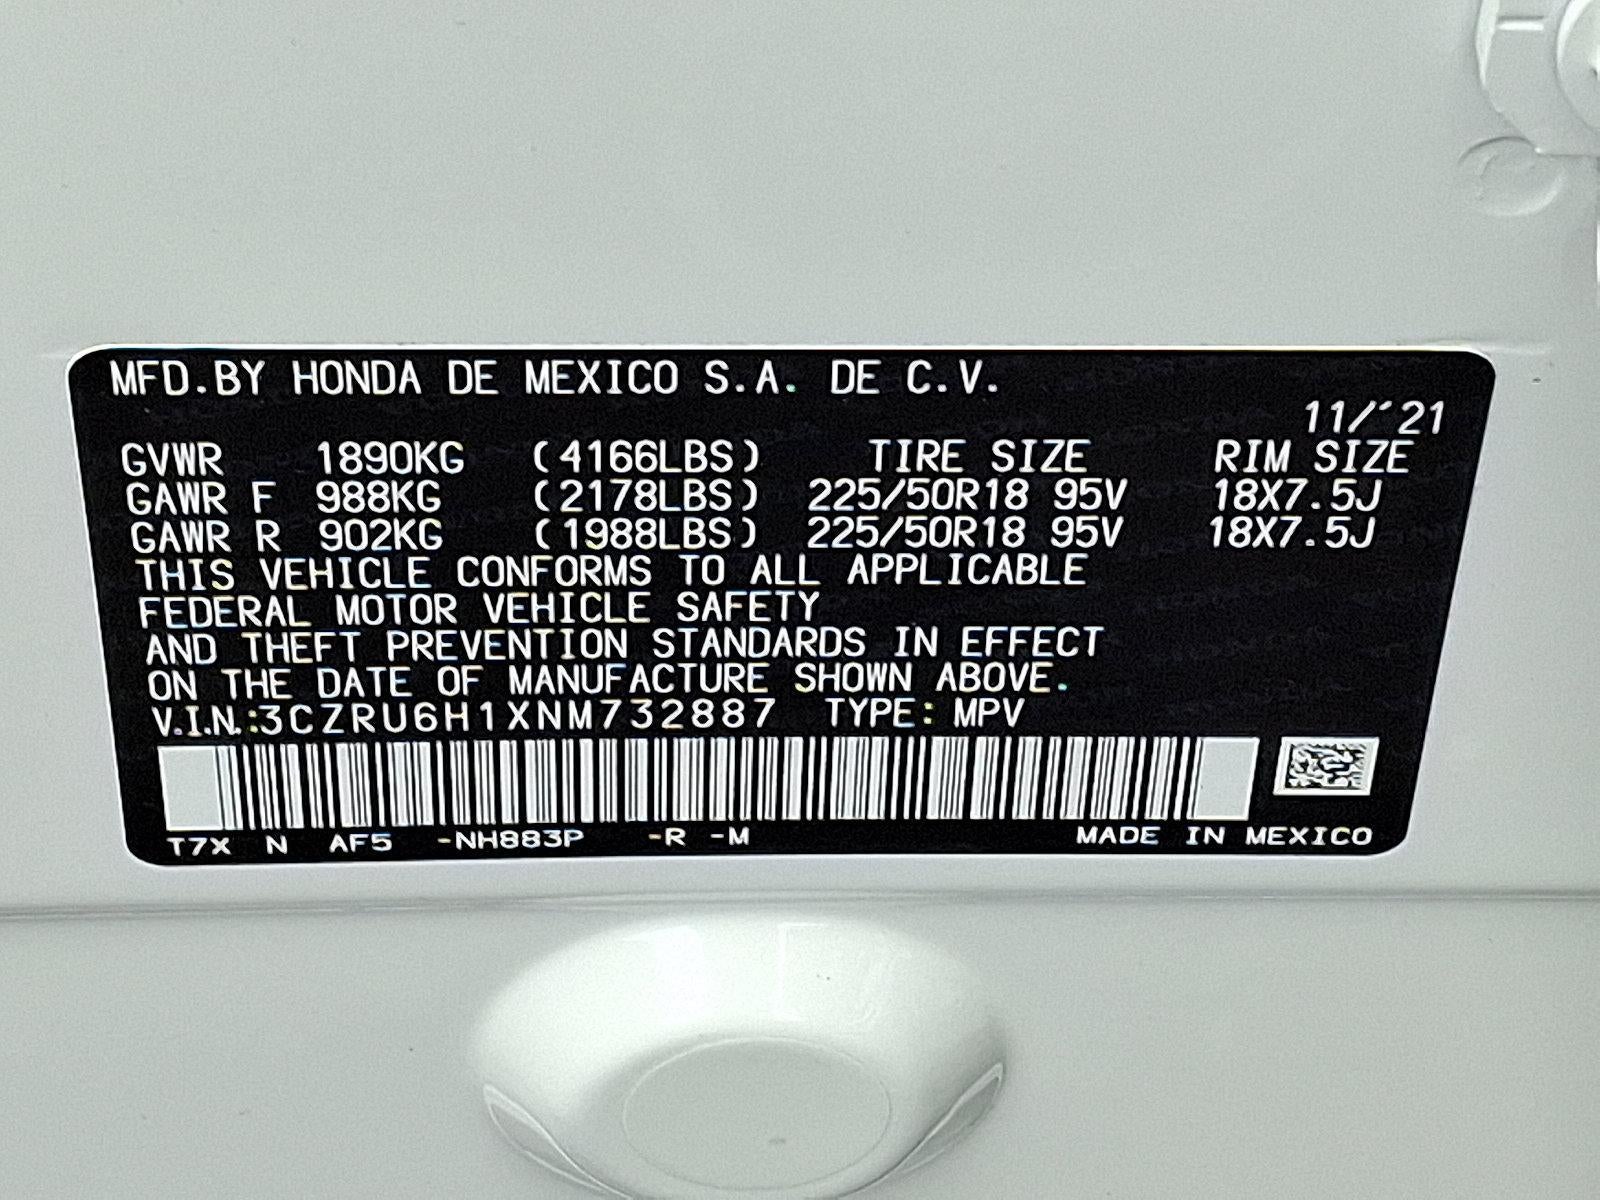 MFD.BY HONDA DE MEXICO S.A. DE C.V.
11/'21
GVWR 1890KG (4166LBS) TIRE SIZE RIM SIZE
GAWR F 988KG (2178LBS) 225/50R18 95V 18X7.5J
GAWR R 902KG (1988LBS) 225/50R18 95V 18X7.5J
THIS VEHICLE CONFORMS TO ALL APPLICABLE
FEDERAL MOTOR VEHICLE SAFETY
AND THEFT PREVENTION STANDARDS IN EFFECT
ON THE DATE OF MANUFACTURE SHOWN ABOVE.
V.I.N.:3CZRU6H1XNM732887 TYPE: MPV
T7X N AF5 -NH883P -R -M MADE IN MEXICO